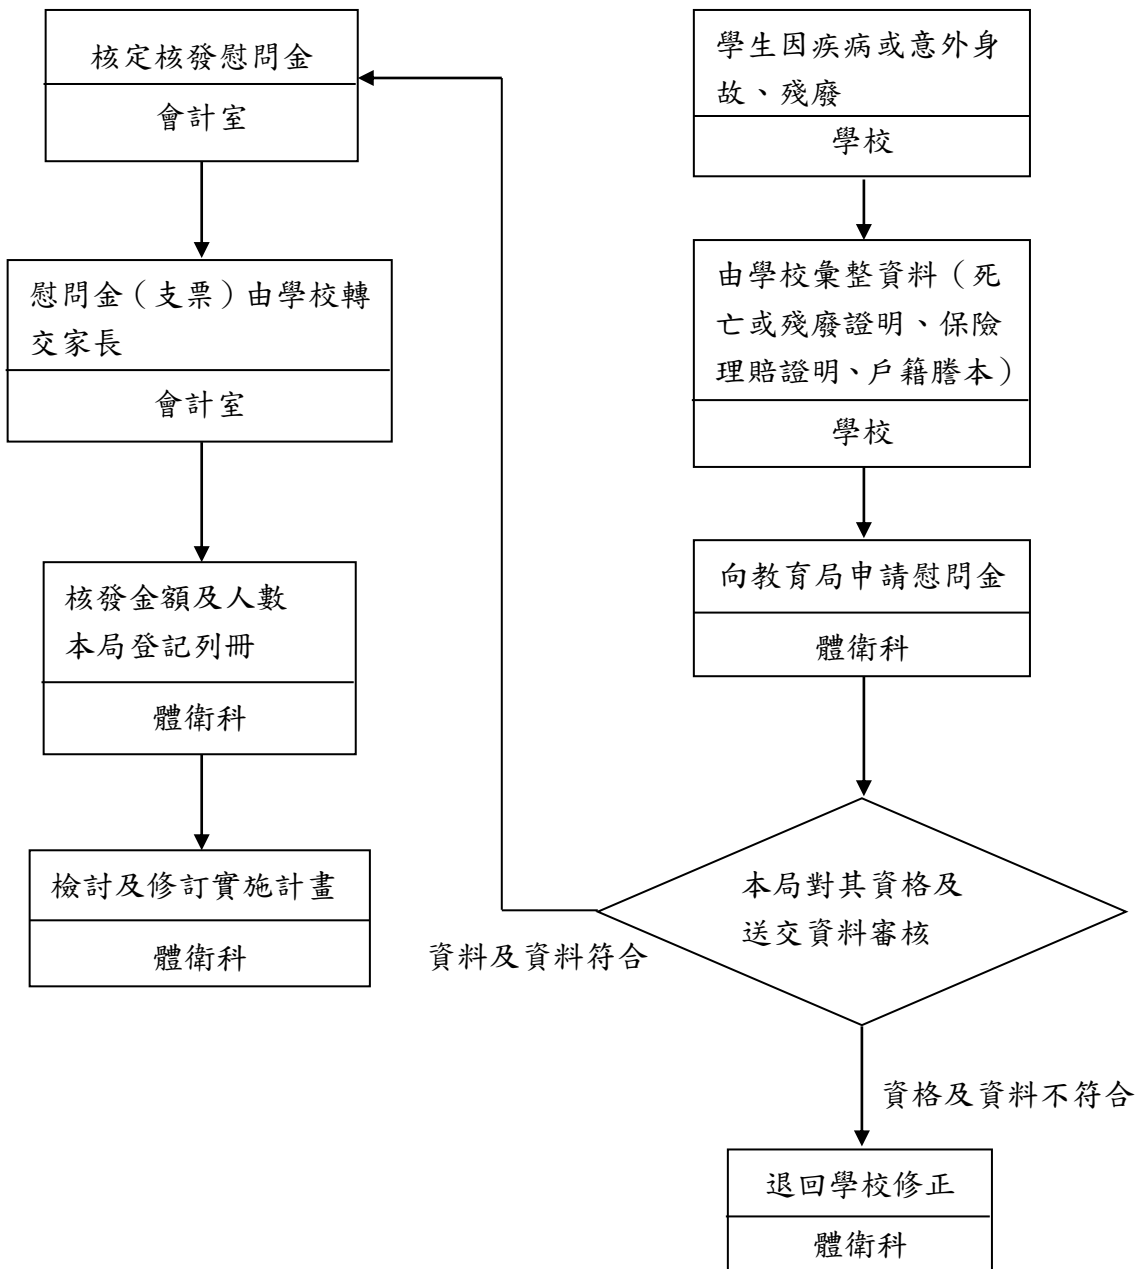 核定核發慰問金
會計室
慰問金（支票）由學校轉
交家長
會計室
核發金額及人數
本局登記列冊
體衛科
檢討及修訂實施計畫
體衛科
學生因疾病或意外身
故、殘廢
學校
由學校彙整資料（死
亡或殘廢證明、保險
理賠證明、戶籍謄本）
學校
向教育局申請慰問金
體衛科
本局對其資格及
送交資料審核
資料及資料符合
資格及資料不符合
退回學校修正
體衛科